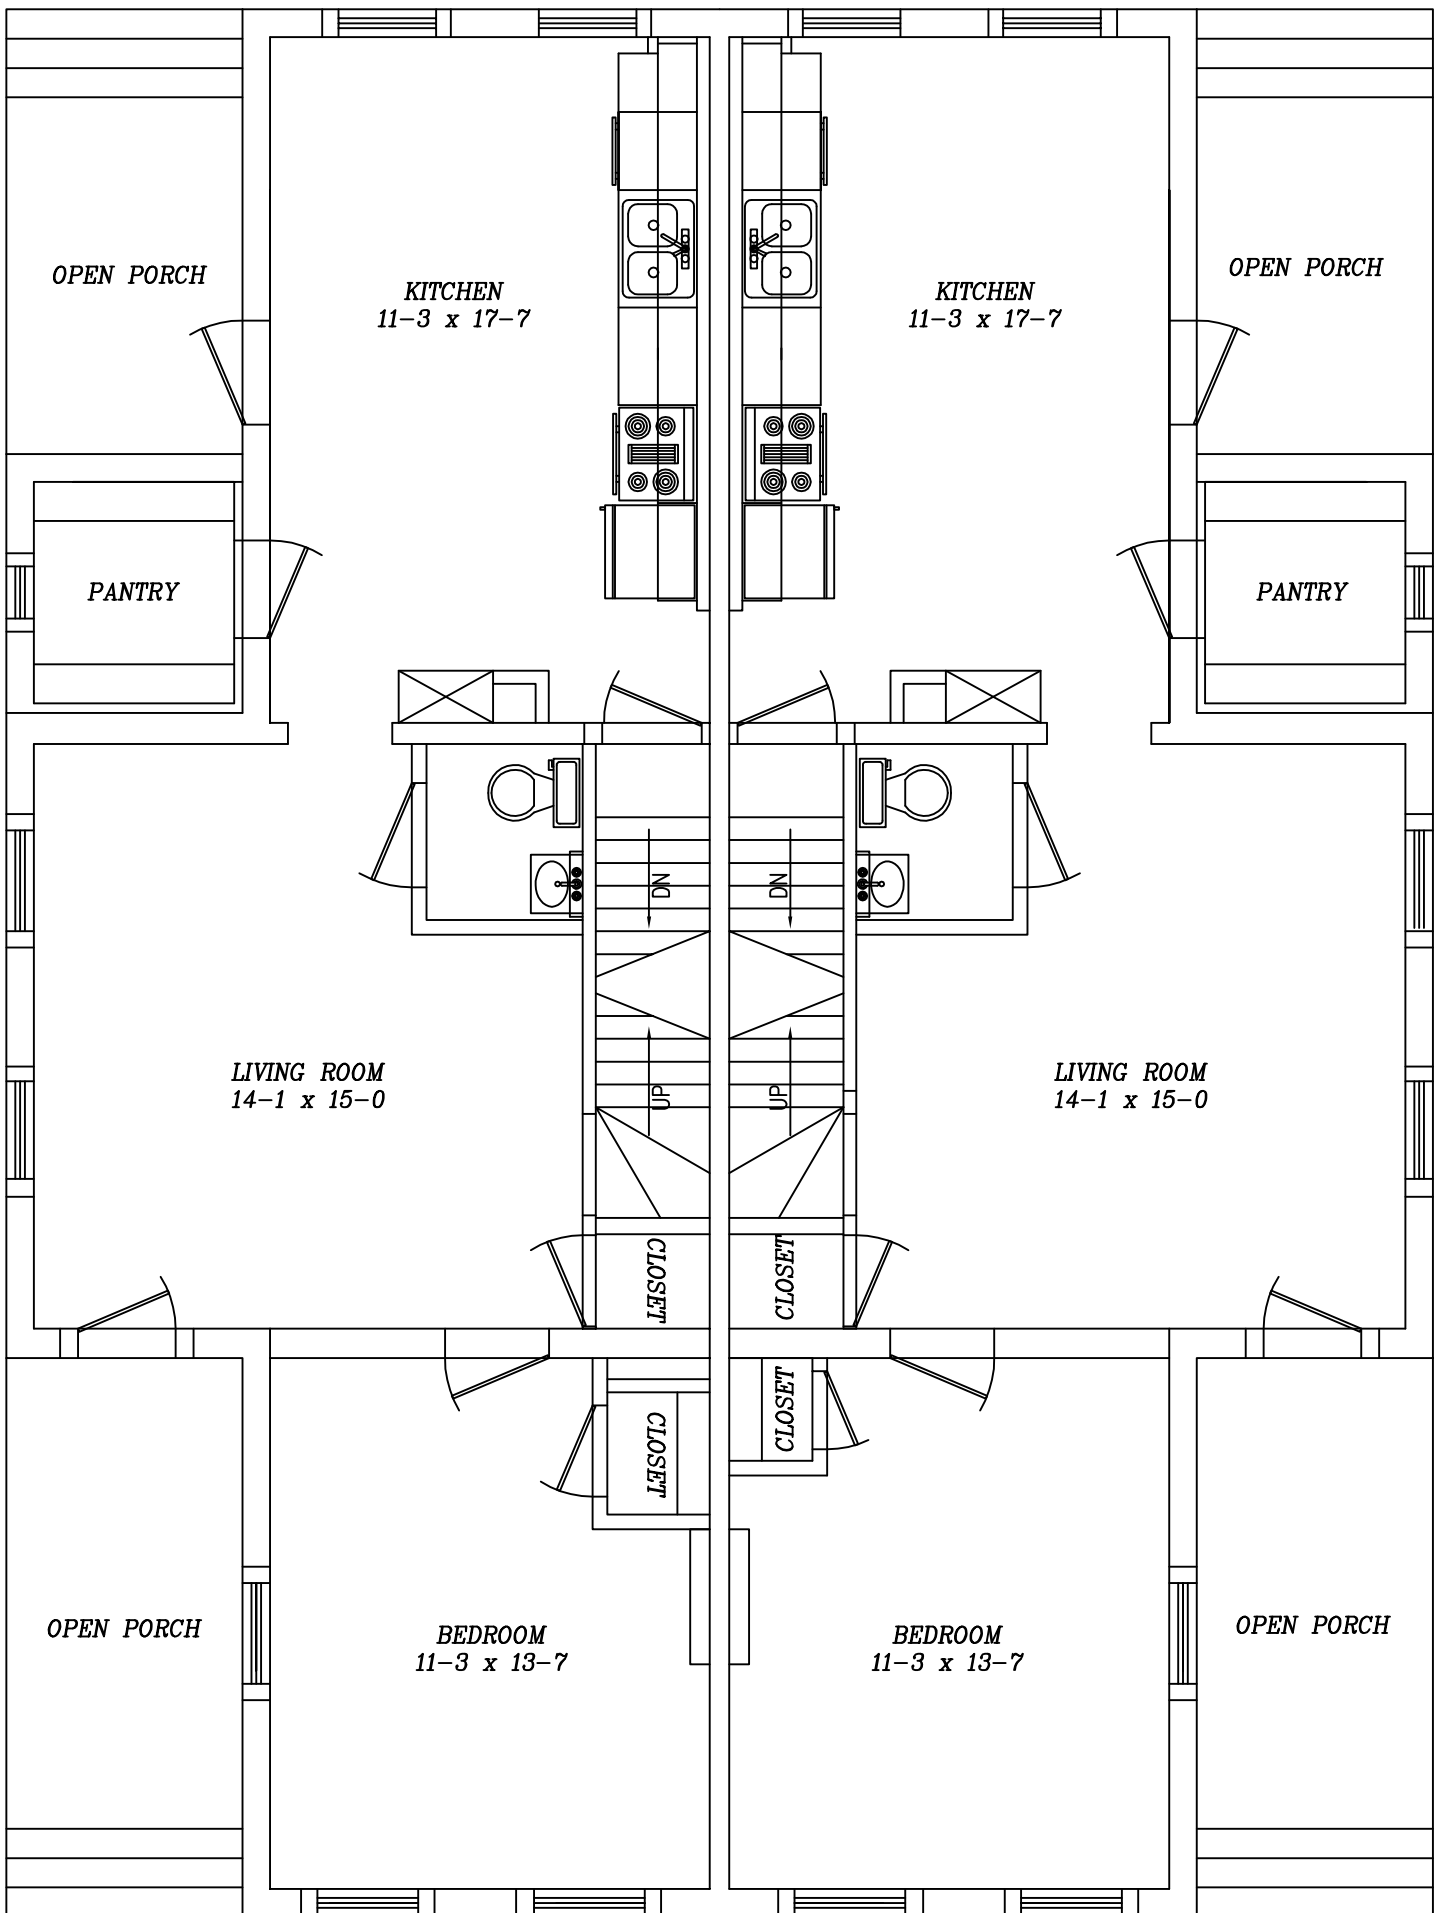 OPEN PORCH
KITCHEN
11-3 x 17-7
KITCHEN
11-3 x 17-7
OPEN PORCH
PANTRY
PANTRY
DN
DN
LIVING ROOM
14-1 x 15-0
UP
UP
LIVING ROOM
14-1 x 15-0
CLOSET
CLOSET
CLOSET
CLOSET
OPEN PORCH
BEDROOM
11-3 x 13-7
BEDROOM
11-3 x 13-7
OPEN PORCH